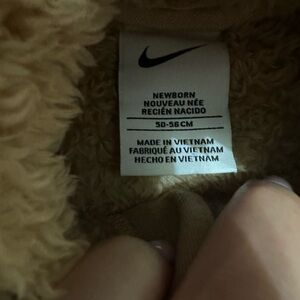 NEWBORN
NOUVEAU NÉE
RECIÉN NACIDO
50-56 CM
MADE IN VIETNAM
FABRIQUÉ AU VIETNAM
HECHO EN VIETNAM